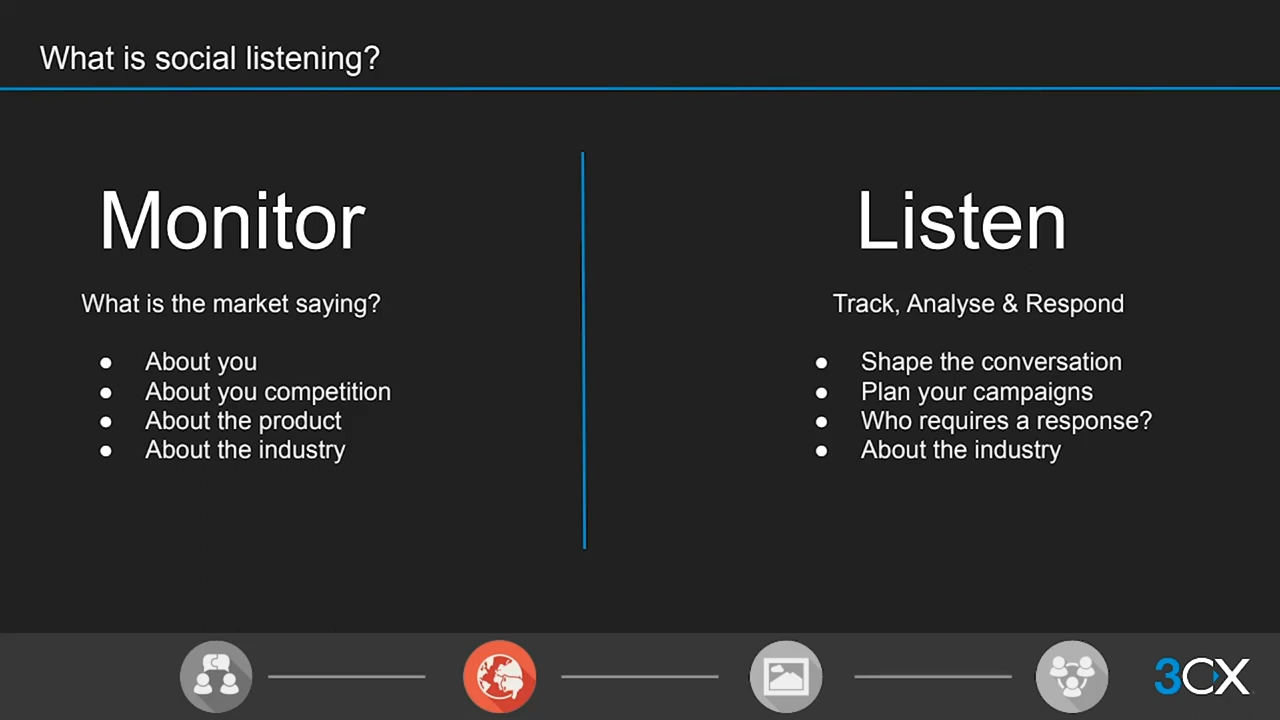 What is social listening?
Monitor
What is the market saying?
● About you
● About you competition
● About the product
● About the industry
Listen
Track, Analyse & Respond
● Shape the conversation
● Plan your campaigns
● Who requires a response?
● About the industry
3CX